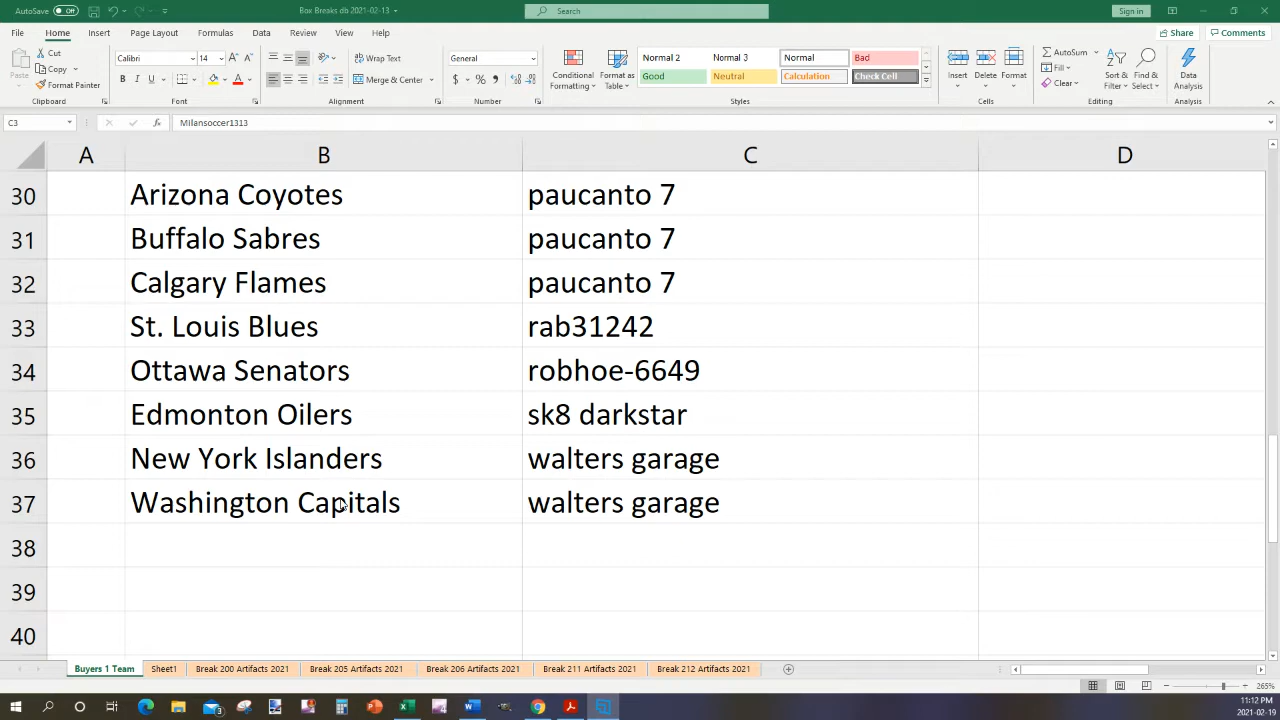 AutoSave Off Box Breaks db 2021-02-13 Search Sign in
File Home Insert Page Layout Formulas Data Review View Help Share Comments
Paste Cut Copy Format Painter Clipboard
Calibri 14 B I U A A A Font
Wrap Text Merge & Center Alignment
General $ % Number
Conditional Formatting Format as Table
Normal 2 Normal 3 Normal Bad
Good Neutral Calculation Check Cell
Styles
Insert Delete Format Cells
AutoSum Fill Clear Sort & Filter Find & Select Editing
Data Analysis Analysis
C3 fx Milansoccer1313
A B C D
30 Arizona Coyotes paucanto 7
31 Buffalo Sabres paucanto 7
32 Calgary Flames paucanto 7
33 St. Louis Blues rab31242
34 Ottawa Senators robhoe-6649
35 Edmonton Oilers sk8 darkstar
36 New York Islanders walters garage
37 Washington Capitals walters garage
38
39
40
Buyers 1 Team Sheet1 Break 200 Artifacts 2021 Break 205 Artifacts 2021 Break 206 Artifacts 2021 Break 211 Artifacts 2021 Break 212 Artifacts 2021
265%
11:12 PM
2021-02-19